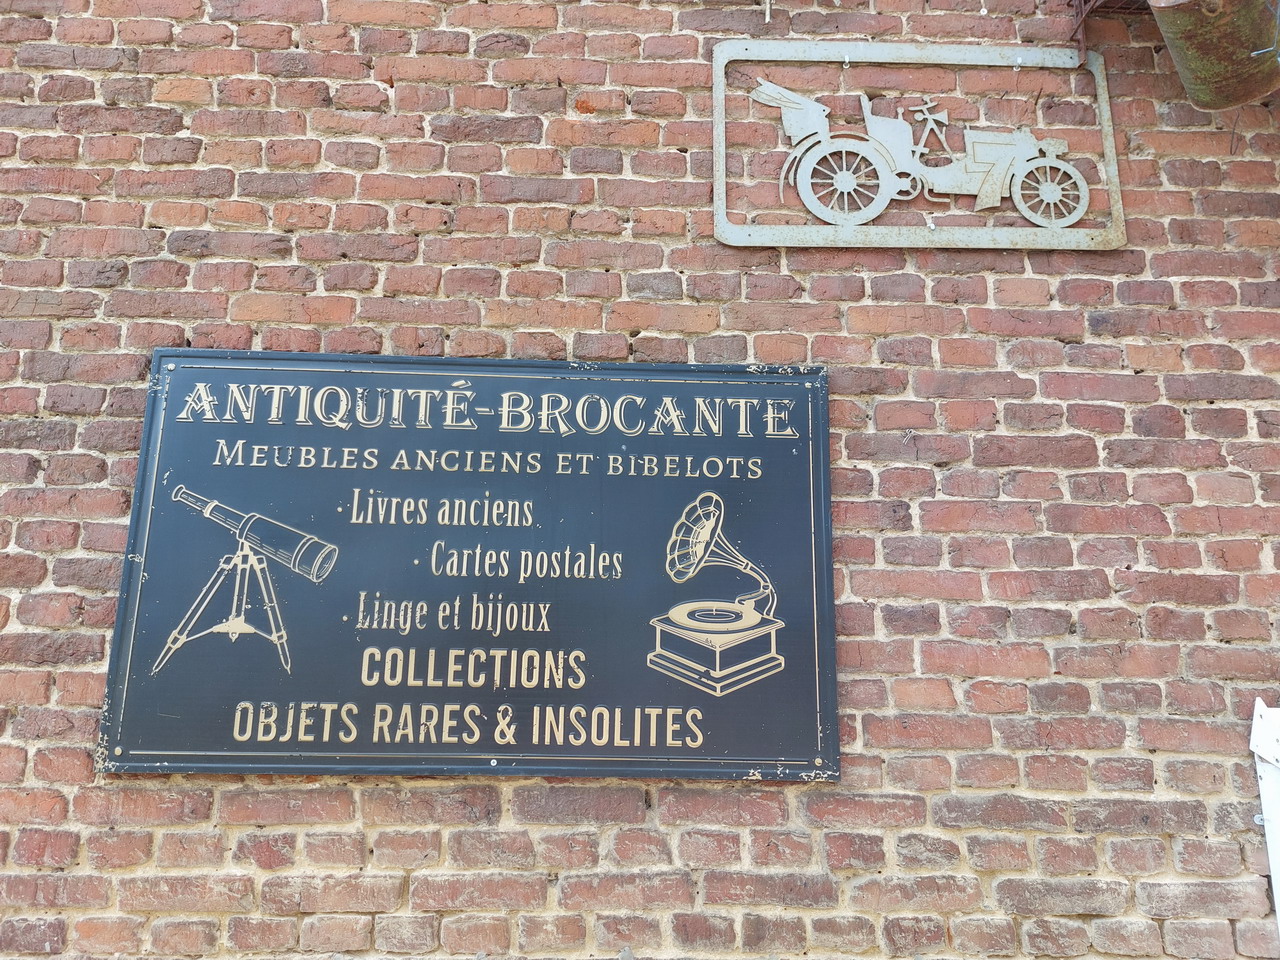 ANTIQUITÉ-BROCANTE
MEUBLES ANCIENS ET BIBELOTS
·Livres anciens
·Cartes postales
·Linge et bijoux
COLLECTIONS
OBJETS RARES & INSOLITES